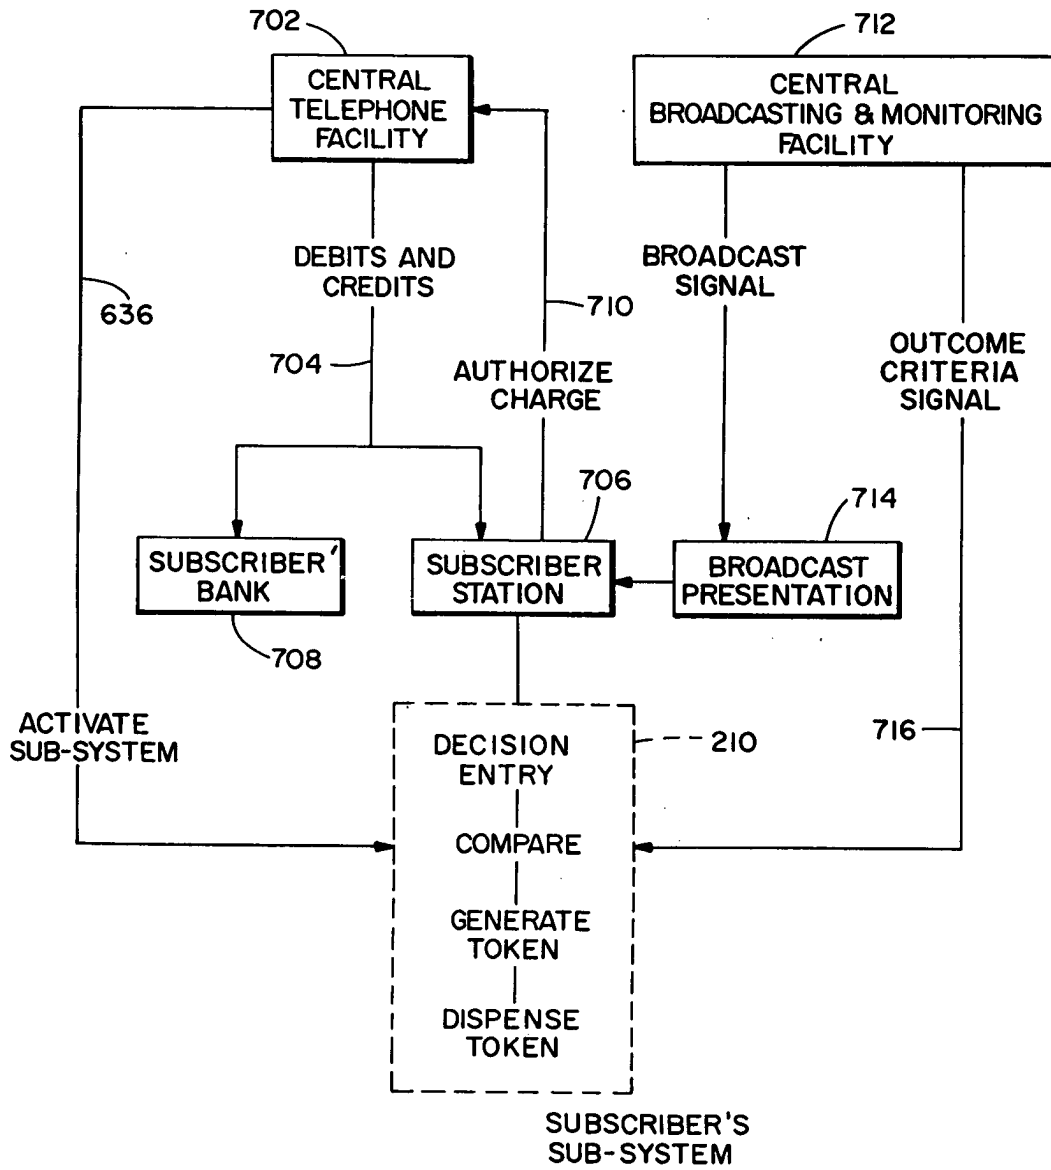 702
712
CENTRAL
TELEPHONE
FACILITY
CENTRAL
BROADCASTING & MONITORING
FACILITY
DEBITS AND
CREDITS
BROADCAST
SIGNAL
636
710
704
AUTHORIZE
CHARGE
OUTCOME
CRITERIA
SIGNAL
706
714
SUBSCRIBER'
BANK
SUBSCRIBER
STATION
BROADCAST
PRESENTATION
708
ACTIVATE
SUB-SYSTEM
DECISION
ENTRY
210
716
COMPARE
GENERATE
TOKEN
DISPENSE
TOKEN
SUBSCRIBER'S
SUB-SYSTEM